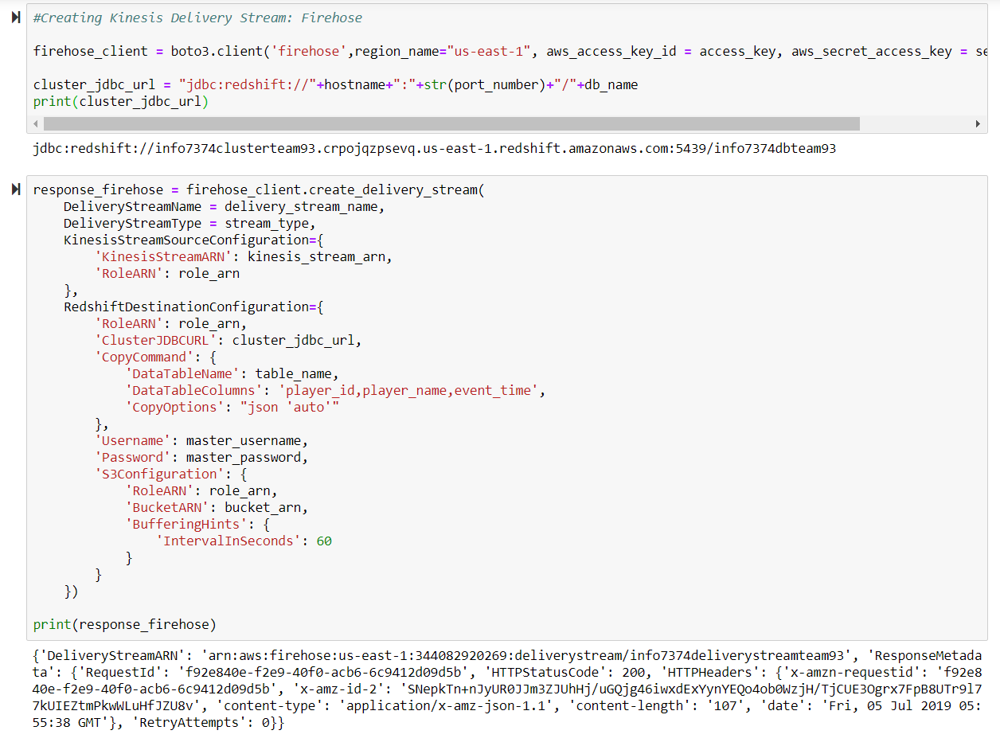 #Creating Kinesis Delivery Stream: Firehose
firehose_client = boto3.client('firehose',region_name="us-east-1", aws_access_key_id = access_key, aws_secret_access_key = se
cluster_jdbc_url = "jdbc:redshift://"+hostname+":"+str(port_number)+"/"+db_name
print(cluster_jdbc_url)
jdbc:redshift://info7374clusterteam93.crpojqzpsevq.us-east-1.redshift.amazonaws.com:5439/info7374dbteam93
response_firehose = firehose_client.create_delivery_stream(
    DeliveryStreamName = delivery_stream_name,
    DeliveryStreamType = stream_type,
    KinesisStreamSourceConfiguration={
        'KinesisStreamARN': kinesis_stream_arn,
        'RoleARN': role_arn
    },
    RedshiftDestinationConfiguration={
        'RoleARN': role_arn,
        'ClusterJDBCURL': cluster_jdbc_url,
        'CopyCommand': {
            'DataTableName': table_name,
            'DataTableColumns': 'player_id,player_name,event_time',
            'CopyOptions': "json 'auto'"
        },
        'Username': master_username,
        'Password': master_password,
        'S3Configuration': {
            'RoleARN': role_arn,
            'BucketARN': bucket_arn,
            'BufferingHints': {
                'IntervalInSeconds': 60
            }
        }
    })
print(response_firehose)
{'DeliveryStreamARN': 'arn:aws:firehose:us-east-1:344082920269:deliverystream/info7374deliverystreamteam93', 'ResponseMetada
ta': {'RequestId': 'f92e840e-f2e9-40f0-acb6-6c9412d09d5b', 'HTTPStatusCode': 200, 'HTTPHeaders': {'x-amzn-requestid': 'f92e8
40e-f2e9-40f0-acb6-6c9412d09d5b', 'x-amz-id-2': 'SNepkTn+nJyUR0JJm3ZJUhHj/uGQjg46iwxdExYynYEQo4ob0WzjH/TjCUE3Ogrx7FpB8UTr9l7
7kUIEZtmPkwWLuHfJZU8v', 'content-type': 'application/x-amz-json-1.1', 'content-length': '107', 'date': 'Fri, 05 Jul 2019 05:
55:38 GMT'}, 'RetryAttempts': 0}}